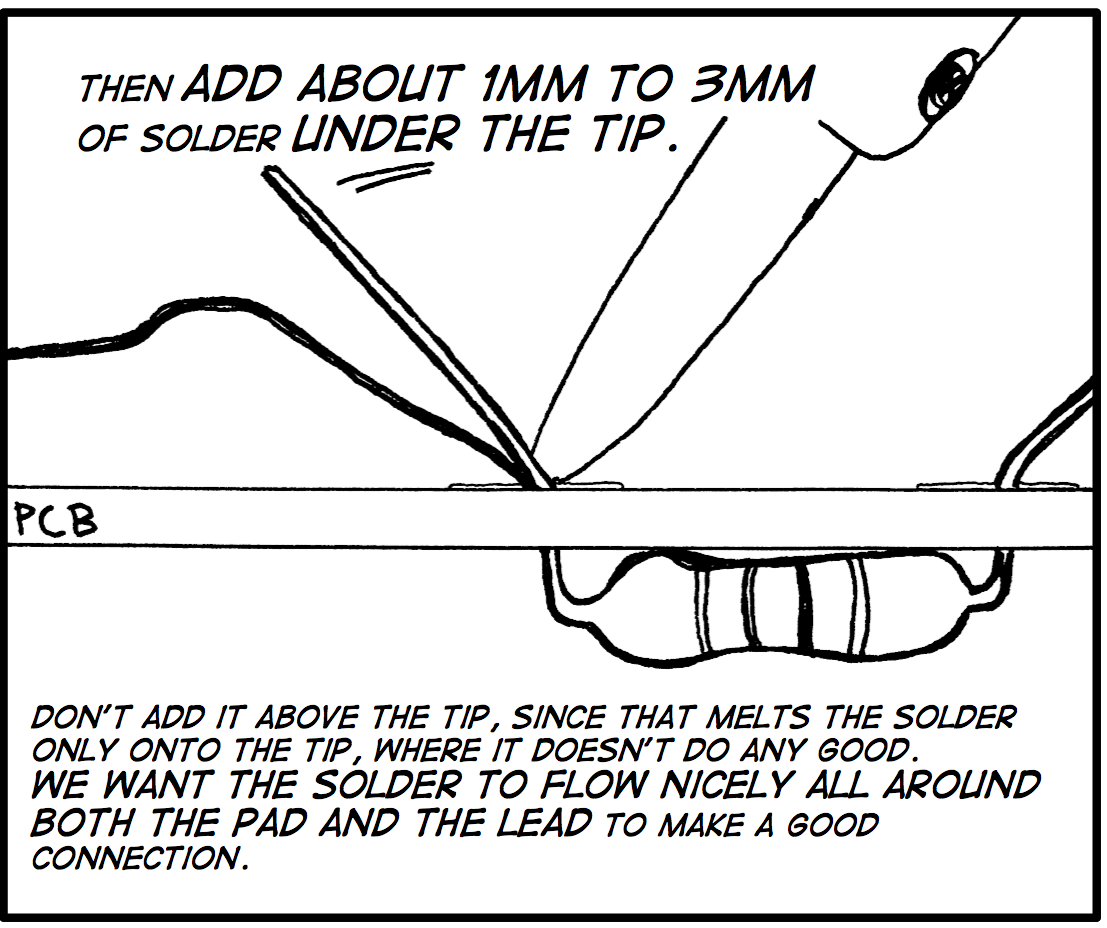 THEN ADD ABOUT 1MM TO 3MM
OF SOLDER UNDER THE TIP.
PCB
DON'T ADD IT ABOVE THE TIP, SINCE THAT MELTS THE SOLDER
ONLY ONTO THE TIP, WHERE IT DOESN'T DO ANY GOOD.
WE WANT THE SOLDER TO FLOW NICELY ALL AROUND
BOTH THE PAD AND THE LEAD TO MAKE A GOOD
CONNECTION.